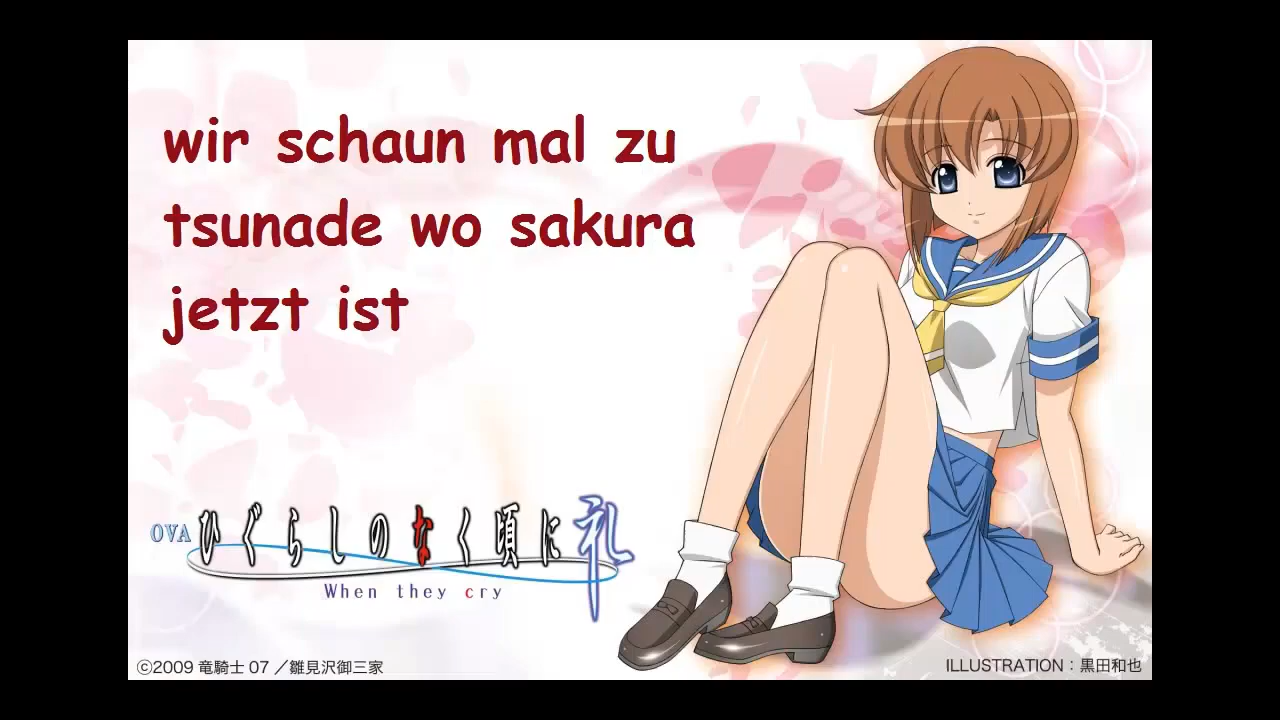 wir schaun mal zu
tsunade wo sakura
jetzt ist
OVA ひぐらしのなく頃に礼
When they cry
©2009 竜騎士07／雛見沢御三家
ILLUSTRATION：黒田和也